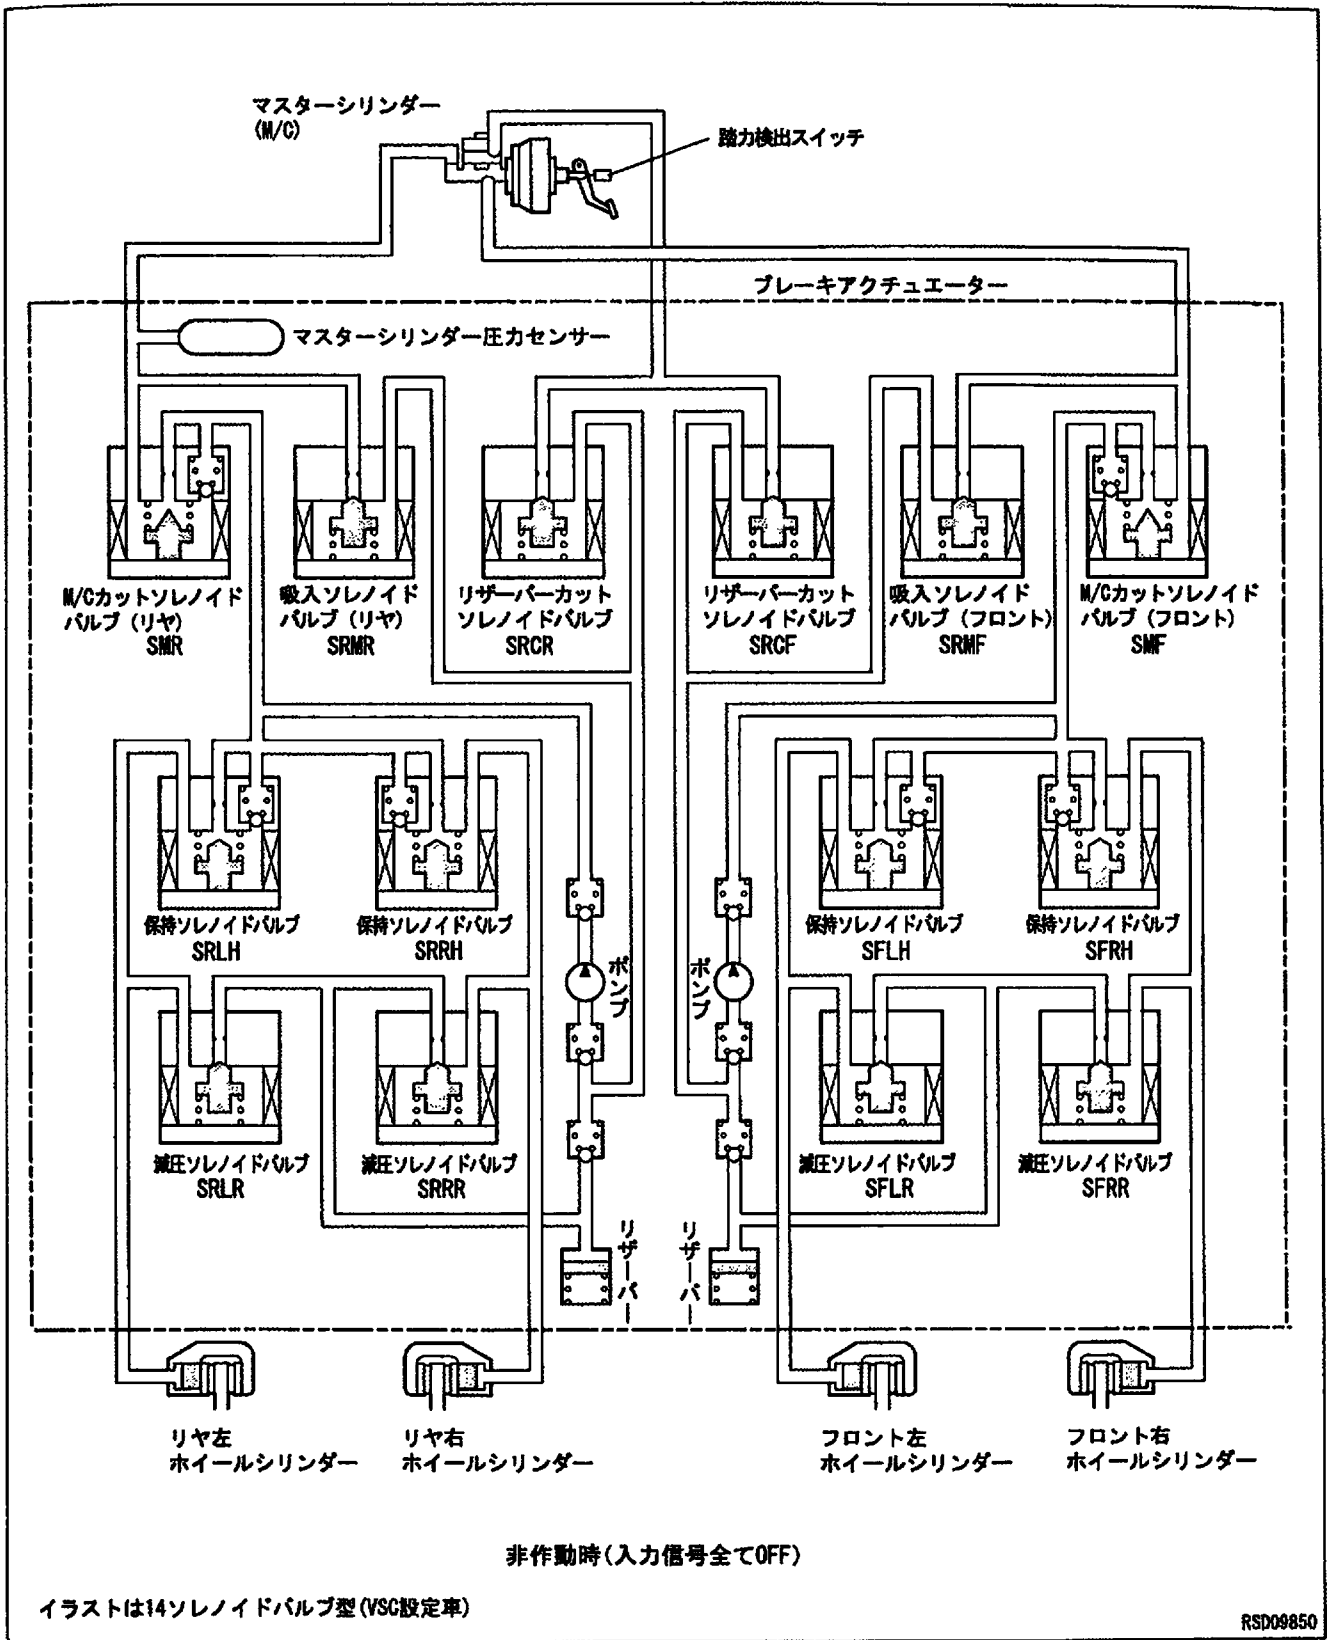 マスターシリンダー
(M/C)
踏力検出スイッチ
ブレーキアクチュエーター
マスターシリンダー圧力センサー
M/Cカットソレノイド
バルブ (リヤ)
SMR
吸入ソレノイド
バルブ (リヤ)
SRMR
リザーバーカット
ソレノイドバルブ
SRCR
リザーバーカット
ソレノイドバルブ
SRCF
吸入ソレノイド
バルブ (フロント)
SRMF
M/Cカットソレノイド
バルブ (フロント)
SMF
保持ソレノイドバルブ
SRLH
保持ソレノイドバルブ
SRRH
ポンプ
ポンプ
保持ソレノイドバルブ
SFLH
保持ソレノイドバルブ
SFRH
減圧ソレノイドバルブ
SRLR
減圧ソレノイドバルブ
SRRR
減圧ソレノイドバルブ
SFLR
減圧ソレノイドバルブ
SFRR
リザーバー
リザーバー
リヤ左
ホイールシリンダー
リヤ右
ホイールシリンダー
フロント左
ホイールシリンダー
フロント右
ホイールシリンダー
非作動時(入力信号全てOFF)
イラストは14ソレノイドバルブ型(VSC設定車)
RSD09850